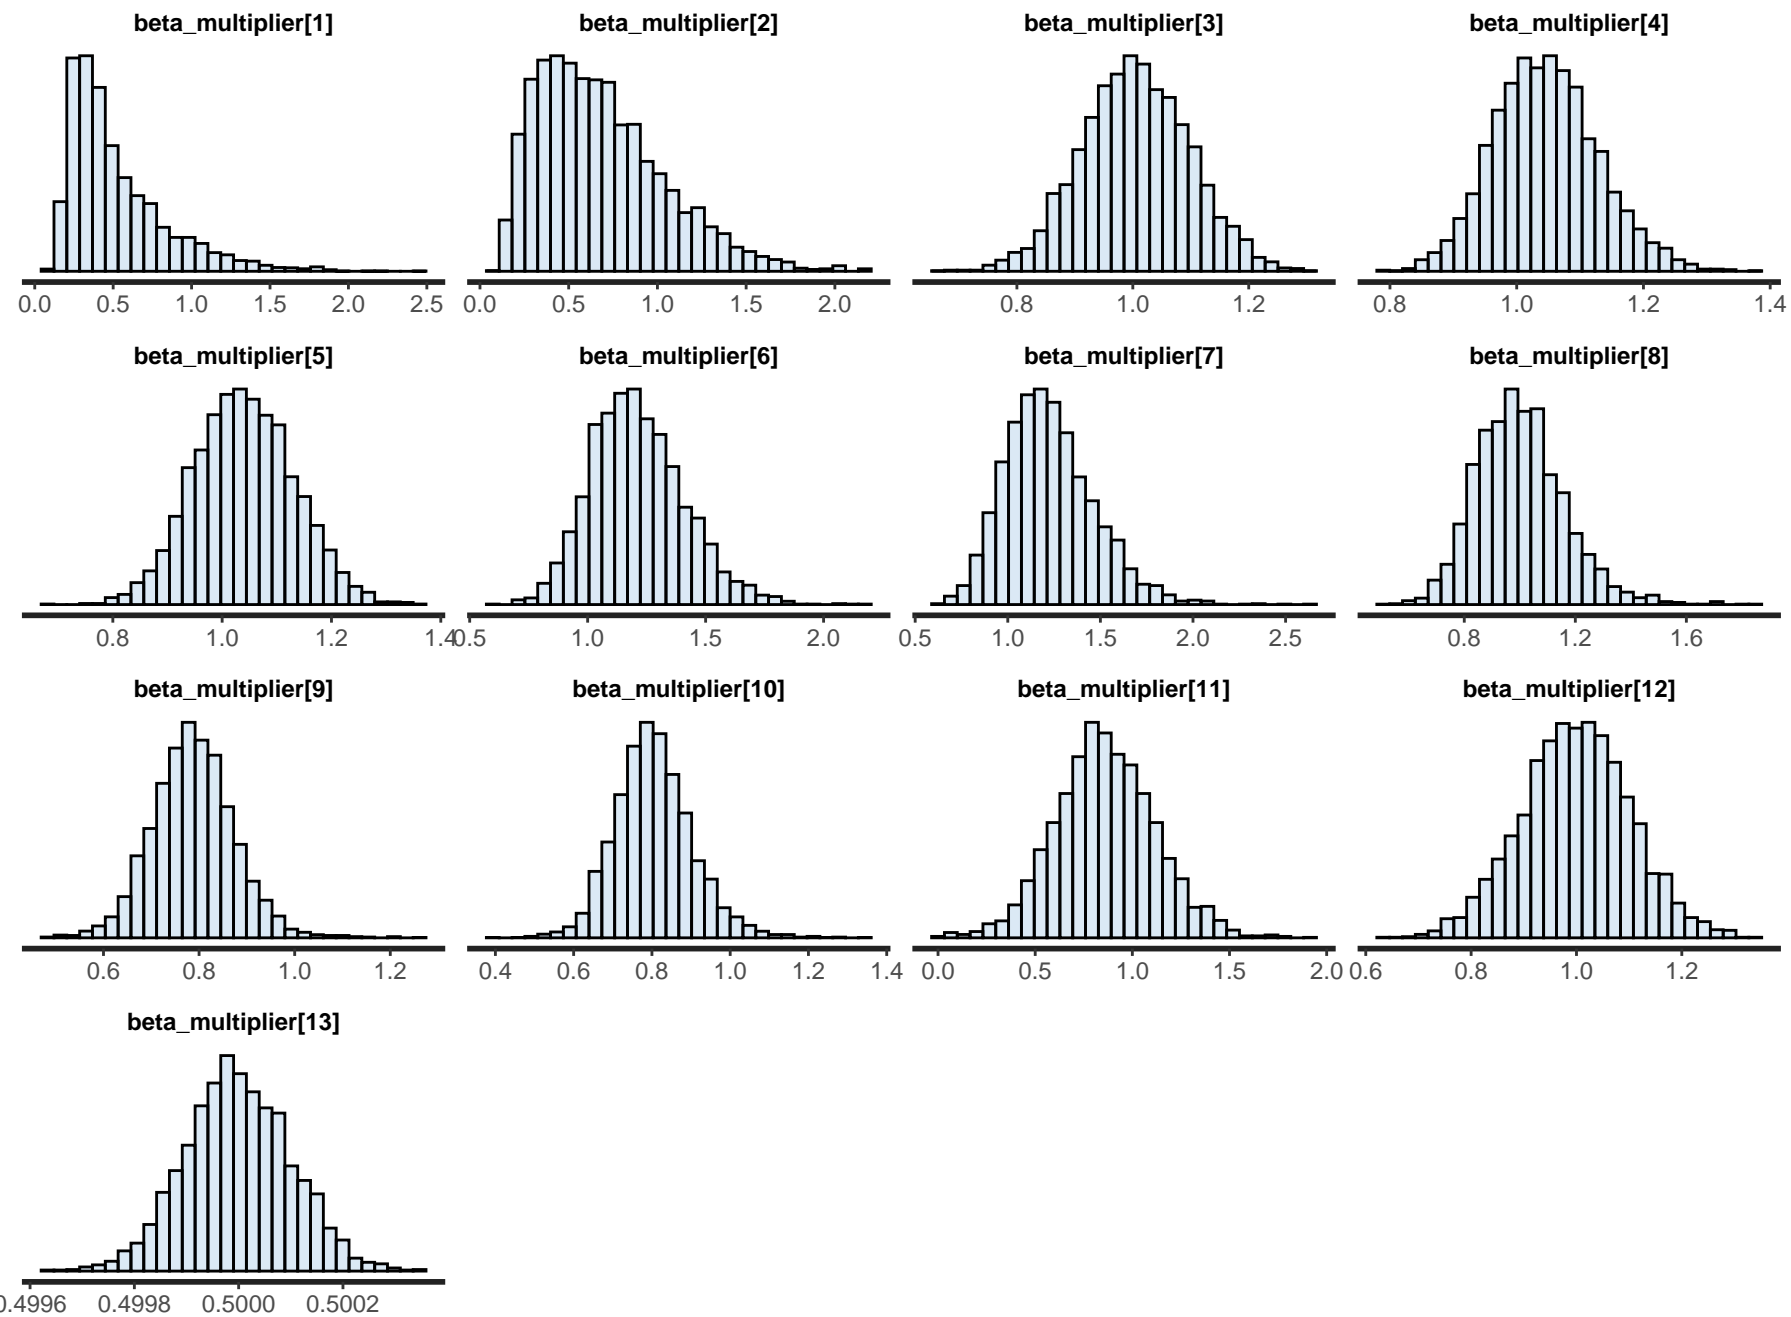 beta_multiplier[1] beta_multiplier[2] beta_multiplier[3] beta_multiplier[4]
0.0 0.5 1.0 1.5 2.0 2.5 0.0 0.5 1.0 1.5 2.0 0.8 1.0 1.2 0.8 1.0 1.2 1.4
beta_multiplier[5] beta_multiplier[6] beta_multiplier[7] beta_multiplier[8]
0.8 1.0 1.2 1.4 0.5 1.0 1.5 2.0 0.5 1.0 1.5 2.0 2.5 0.8 1.2 1.6
beta_multiplier[9] beta_multiplier[10] beta_multiplier[11] beta_multiplier[12]
0.6 0.8 1.0 1.2 0.4 0.6 0.8 1.0 1.2 1.4 0.0 0.5 1.0 1.5 2.0 0.6 0.8 1.0 1.2
beta_multiplier[13]
0.4996 0.4998 0.5000 0.5002